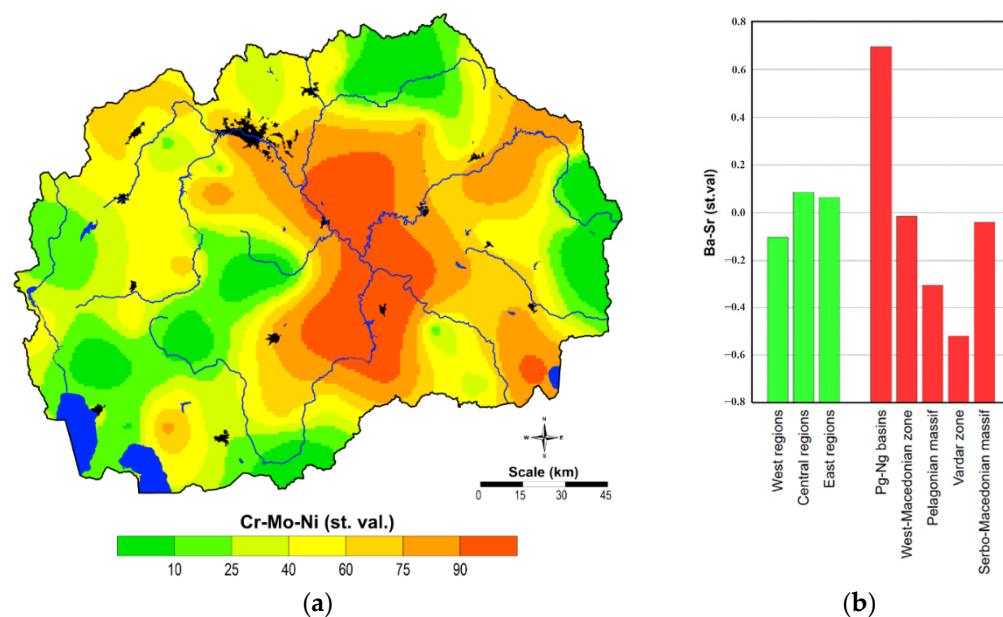 N
W E
S
Scale (km)
0 15 30 45
Cr-Mo-Ni (st. val.)
10 25 40 60 75 90
(a)
Ba-Sr (st.val)
0.8
0.6
0.4
0.2
0.0
−0.2
−0.4
−0.6
−0.8
West regions
Central regions
East regions
Pg-Ng basins
West-Macedonian zone
Pelagonian massif
Vardar zone
Serbo-Macedonian massif
(b)